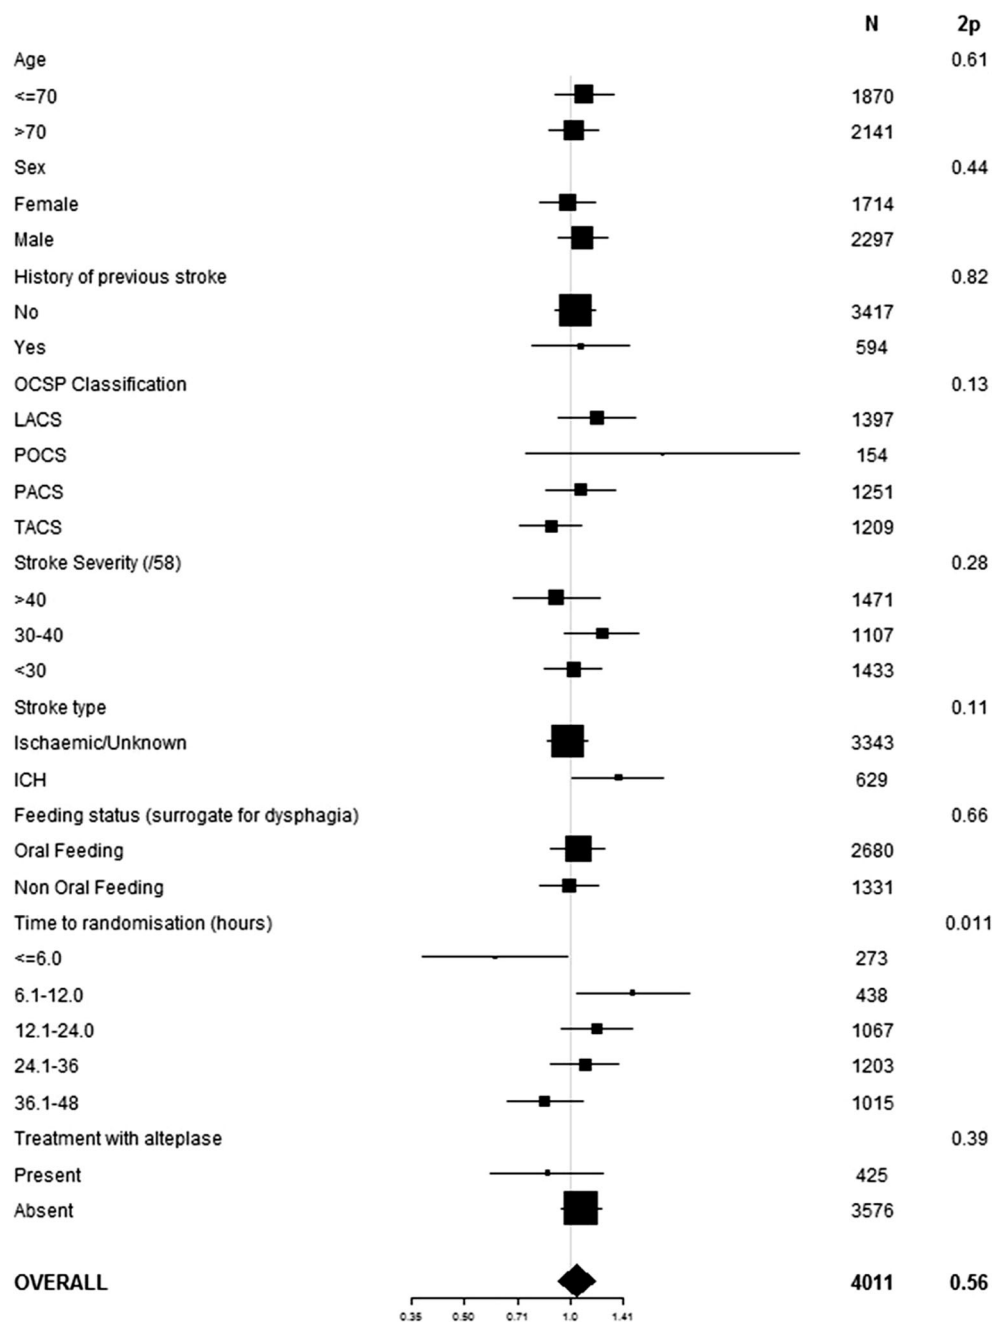 N 2p
Age 0.61
<=70 1870
>70 2141
Sex 0.44
Female 1714
Male 2297
History of previous stroke 0.82
No 3417
Yes 594
OCSP Classification 0.13
LACS 1397
POCS 154
PACS 1251
TACS 1209
Stroke Severity (/58) 0.28
>40 1471
30-40 1107
<30 1433
Stroke type 0.11
Ischaemic/Unknown 3343
ICH 629
Feeding status (surrogate for dysphagia) 0.66
Oral Feeding 2680
Non Oral Feeding 1331
Time to randomisation (hours) 0.011
<=6.0 273
6.1-12.0 438
12.1-24.0 1067
24.1-36 1203
36.1-48 1015
Treatment with alteplase 0.39
Present 425
Absent 3576
OVERALL 4011 0.56
0.35 0.50 0.71 1.0 1.41